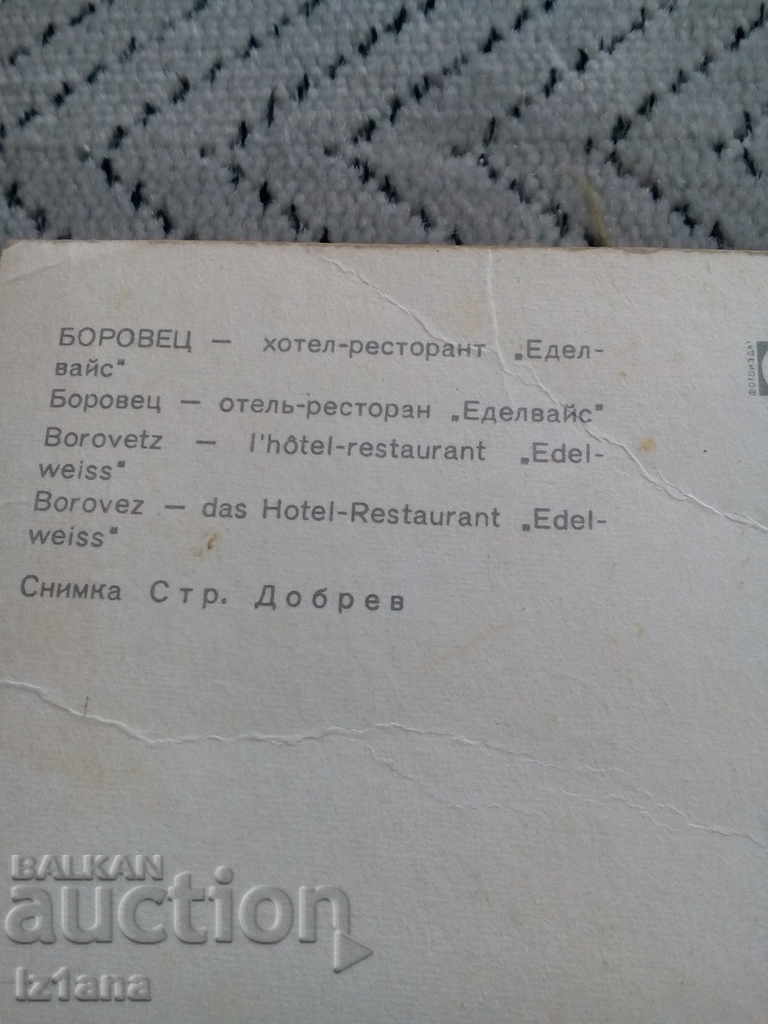 БОРОВЕЦ — хотел-ресторант „Едел-
вайс"
Боровец — отель-ресторан „Еделвайс"
Borovetz — l'hôtel-restaurant „Edel-
weiss"
Borovez — das Hotel-Restaurant „Edel-
weiss"
Снимка Стр. Добрев
ФОТОИЗДАТ
BALKAN
auction
Iz1ana